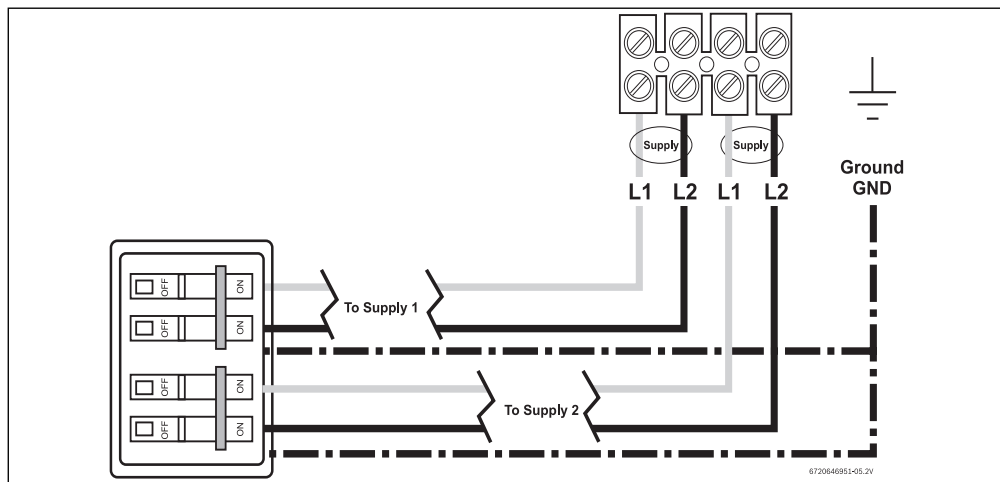 Supply Supply
L1 L2 L1 L2
Ground
GND
OFF ON
To Supply 1
OFF ON
OFF ON
To Supply 2
OFF ON
6720646951-05.2V